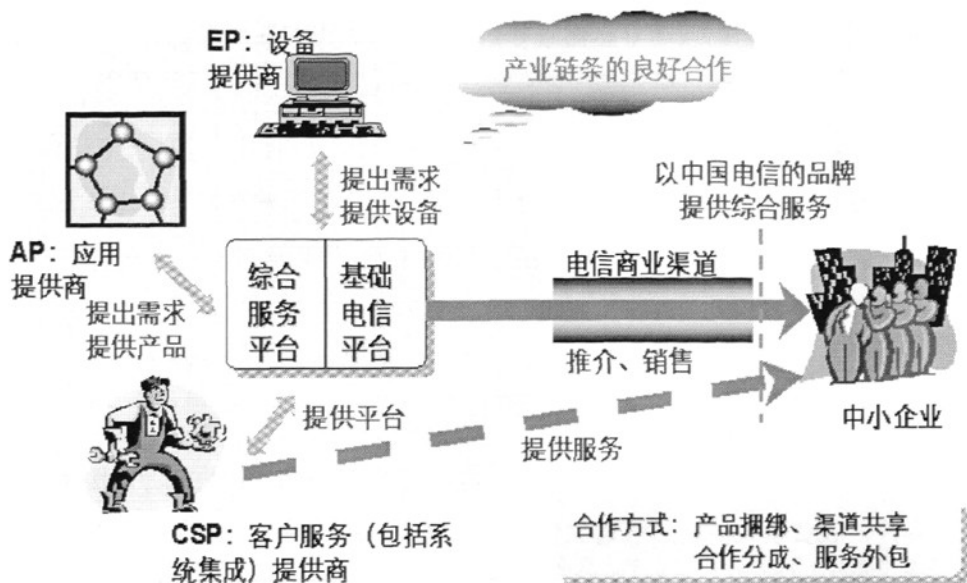 EP：设备
提供商
产业链条的良好合作
提出需求
提供设备
以中国电信的品牌
提供综合服务
AP：应用
提供商
提出需求
提供产品
综合
服务
平台
基础
电信
平台
电信商业渠道
推介、销售
提供平台
提供服务
中小企业
CSP：客户服务（包括系
统集成）提供商
合作方式：产品捆绑、渠道共享
合作分成、服务外包